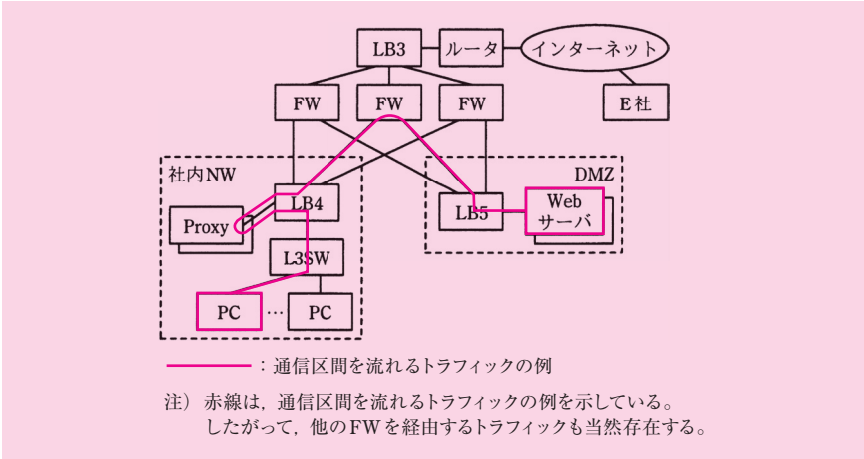 LB3
ルータ
インターネット
FW
FW
FW
E社
社内NW
DMZ
LB4
Proxy
LB5
Web
サーバ
L3SW
PC
…
PC
：通信区間を流れるトラフィックの例
注） 赤線は，通信区間を流れるトラフィックの例を示している。
したがって，他のFWを経由するトラフィックも当然存在する。